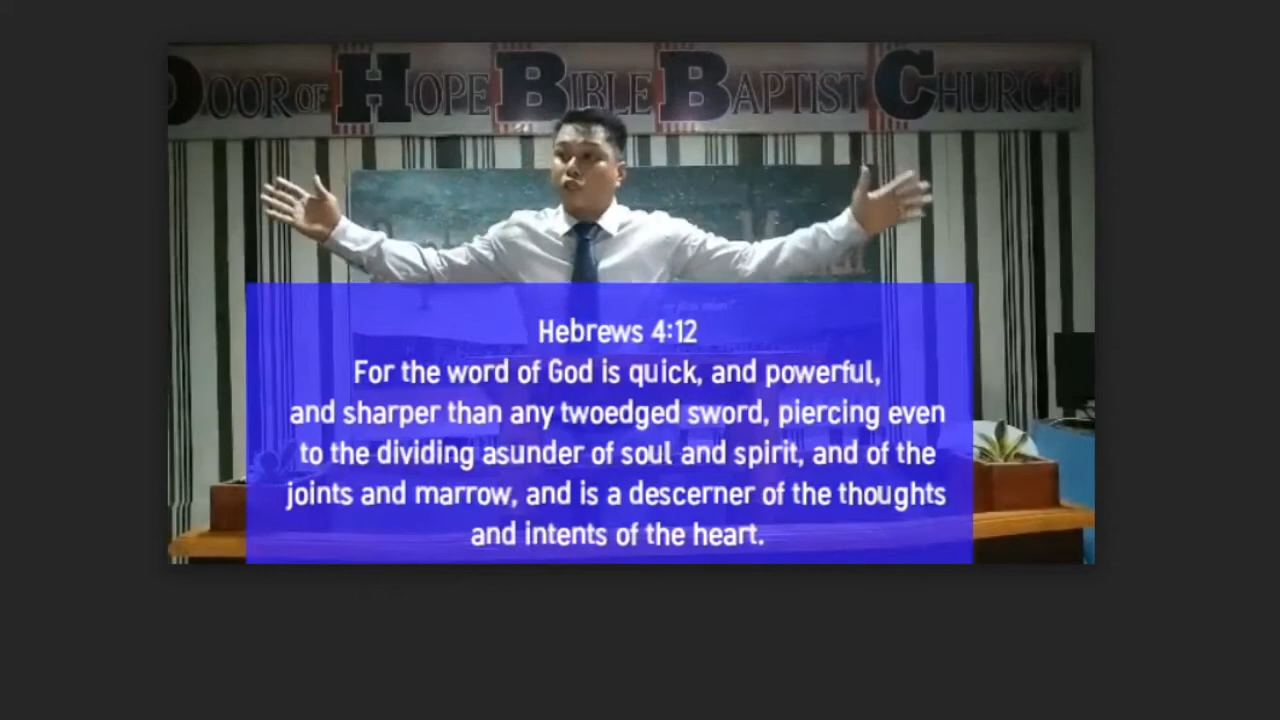 DOOR OF HOPE BIBLE BAPTIST CHURCH
Hebrews 4:12
For the word of God is quick, and powerful,
and sharper than any twoedged sword, piercing even
to the dividing asunder of soul and spirit, and of the
joints and marrow, and is a descerner of the thoughts
and intents of the heart.